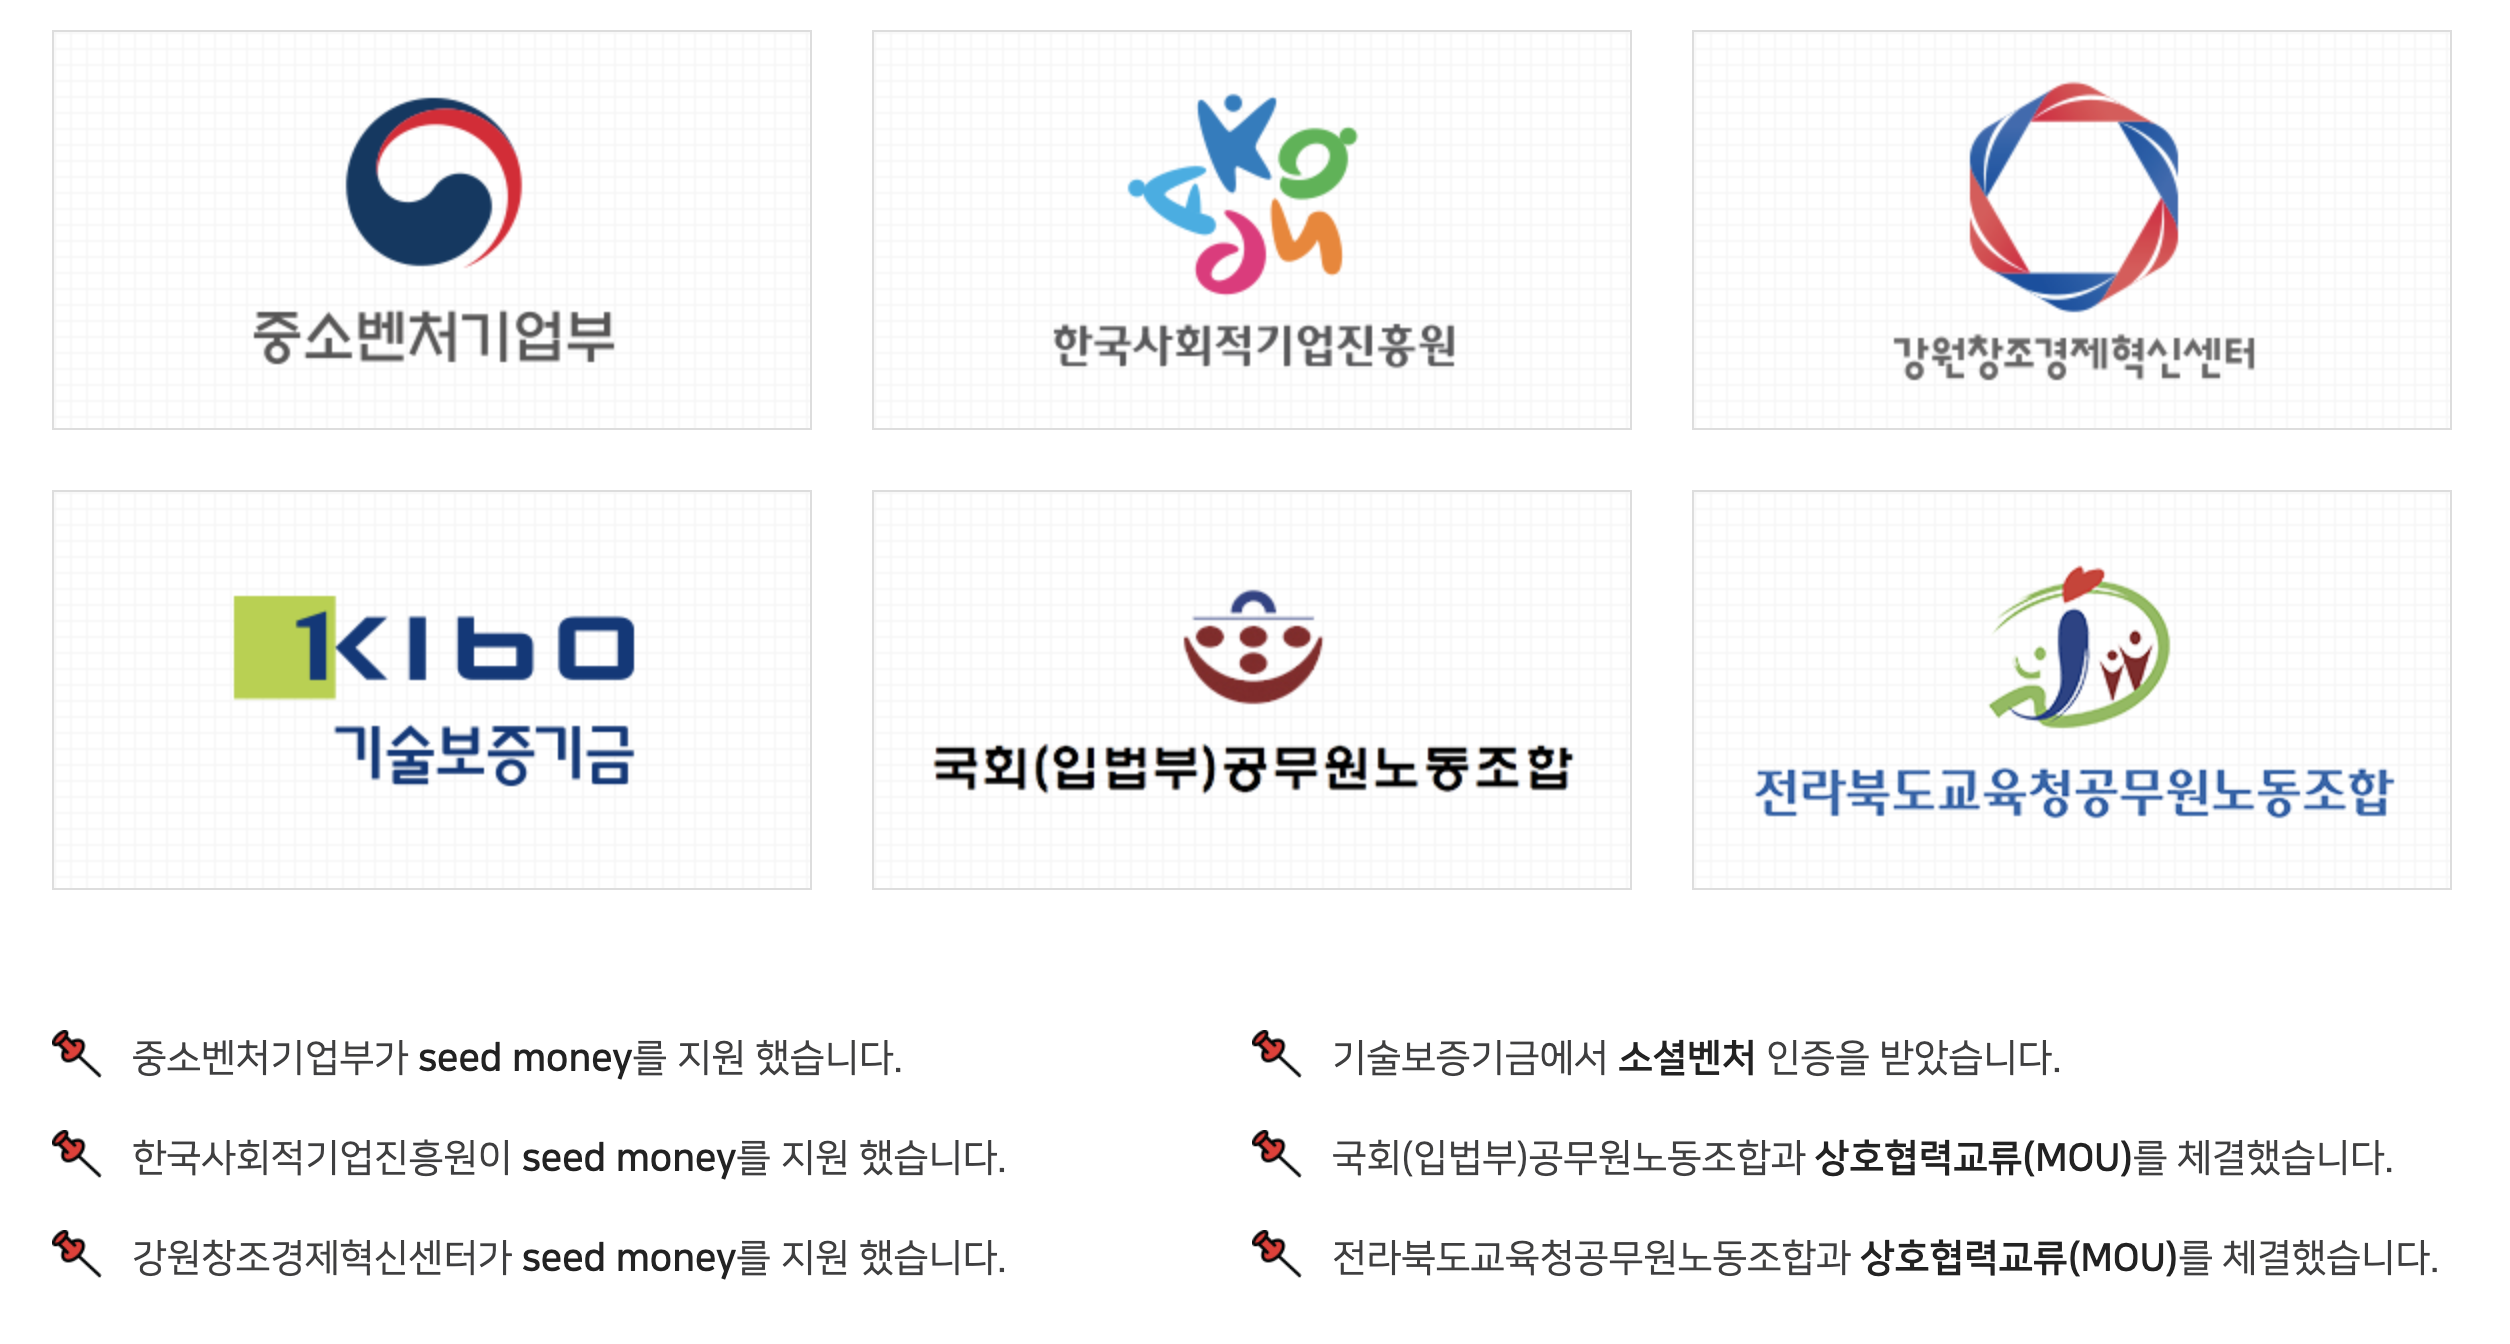 중소벤처기업부
한국사회적기업진흥원
강원창조경제혁신센터
1KIBO
기술보증기금
국회(입법부)공무원노동조합
전라북도교육청공무원노동조합
중소벤처기업부가 seed money를 지원 했습니다.
한국사회적기업진흥원이 seed money를 지원 했습니다.
강원창조경제혁신센터가 seed money를 지원 했습니다.
기술보증기금에서 소셜벤처 인증을 받았습니다.
국회(입법부)공무원노동조합과 상호협력교류(MOU)를 체결했습니다.
전라북도교육청공무원노동조합과 상호협력교류(MOU)를 체결했습니다.